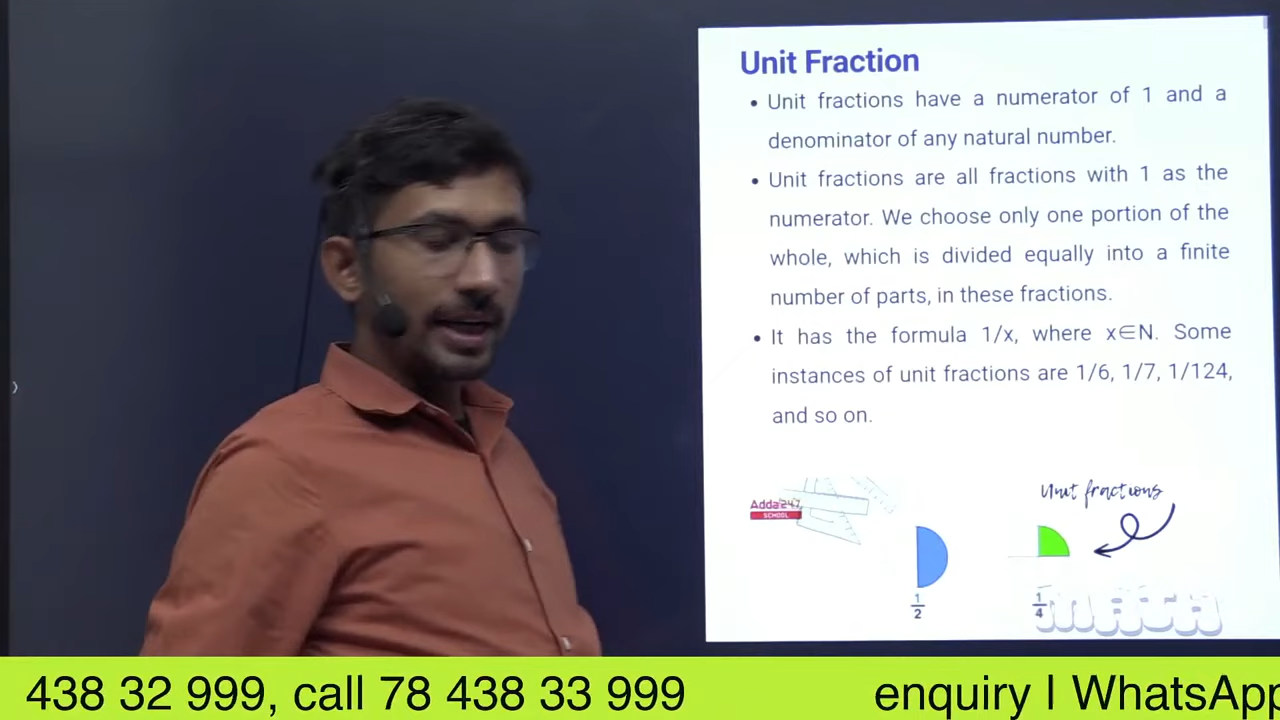 Unit Fraction
• Unit fractions have a numerator of 1 and a
denominator of any natural number.
• Unit fractions are all fractions with 1 as the
numerator. We choose only one portion of the
whole, which is divided equally into a finite
number of parts, in these fractions.
• It has the formula 1/x, where x∈N. Some
instances of unit fractions are 1/6, 1/7, 1/124,
and so on.
Unit fractions
Adda247
SCHOOL
1/2
1/4
MATH
438 32 999, call 78 438 33 999 enquiry I WhatsApp